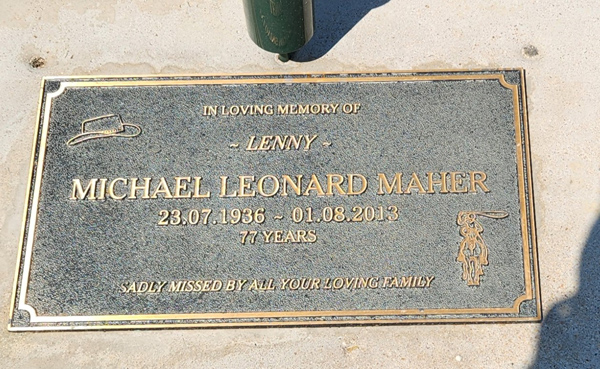 IN LOVING MEMORY OF
~ LENNY ~
MICHAEL LEONARD MAHER
23.07.1936 ~ 01.08.2013
77 YEARS
SADLY MISSED BY ALL YOUR LOVING FAMILY